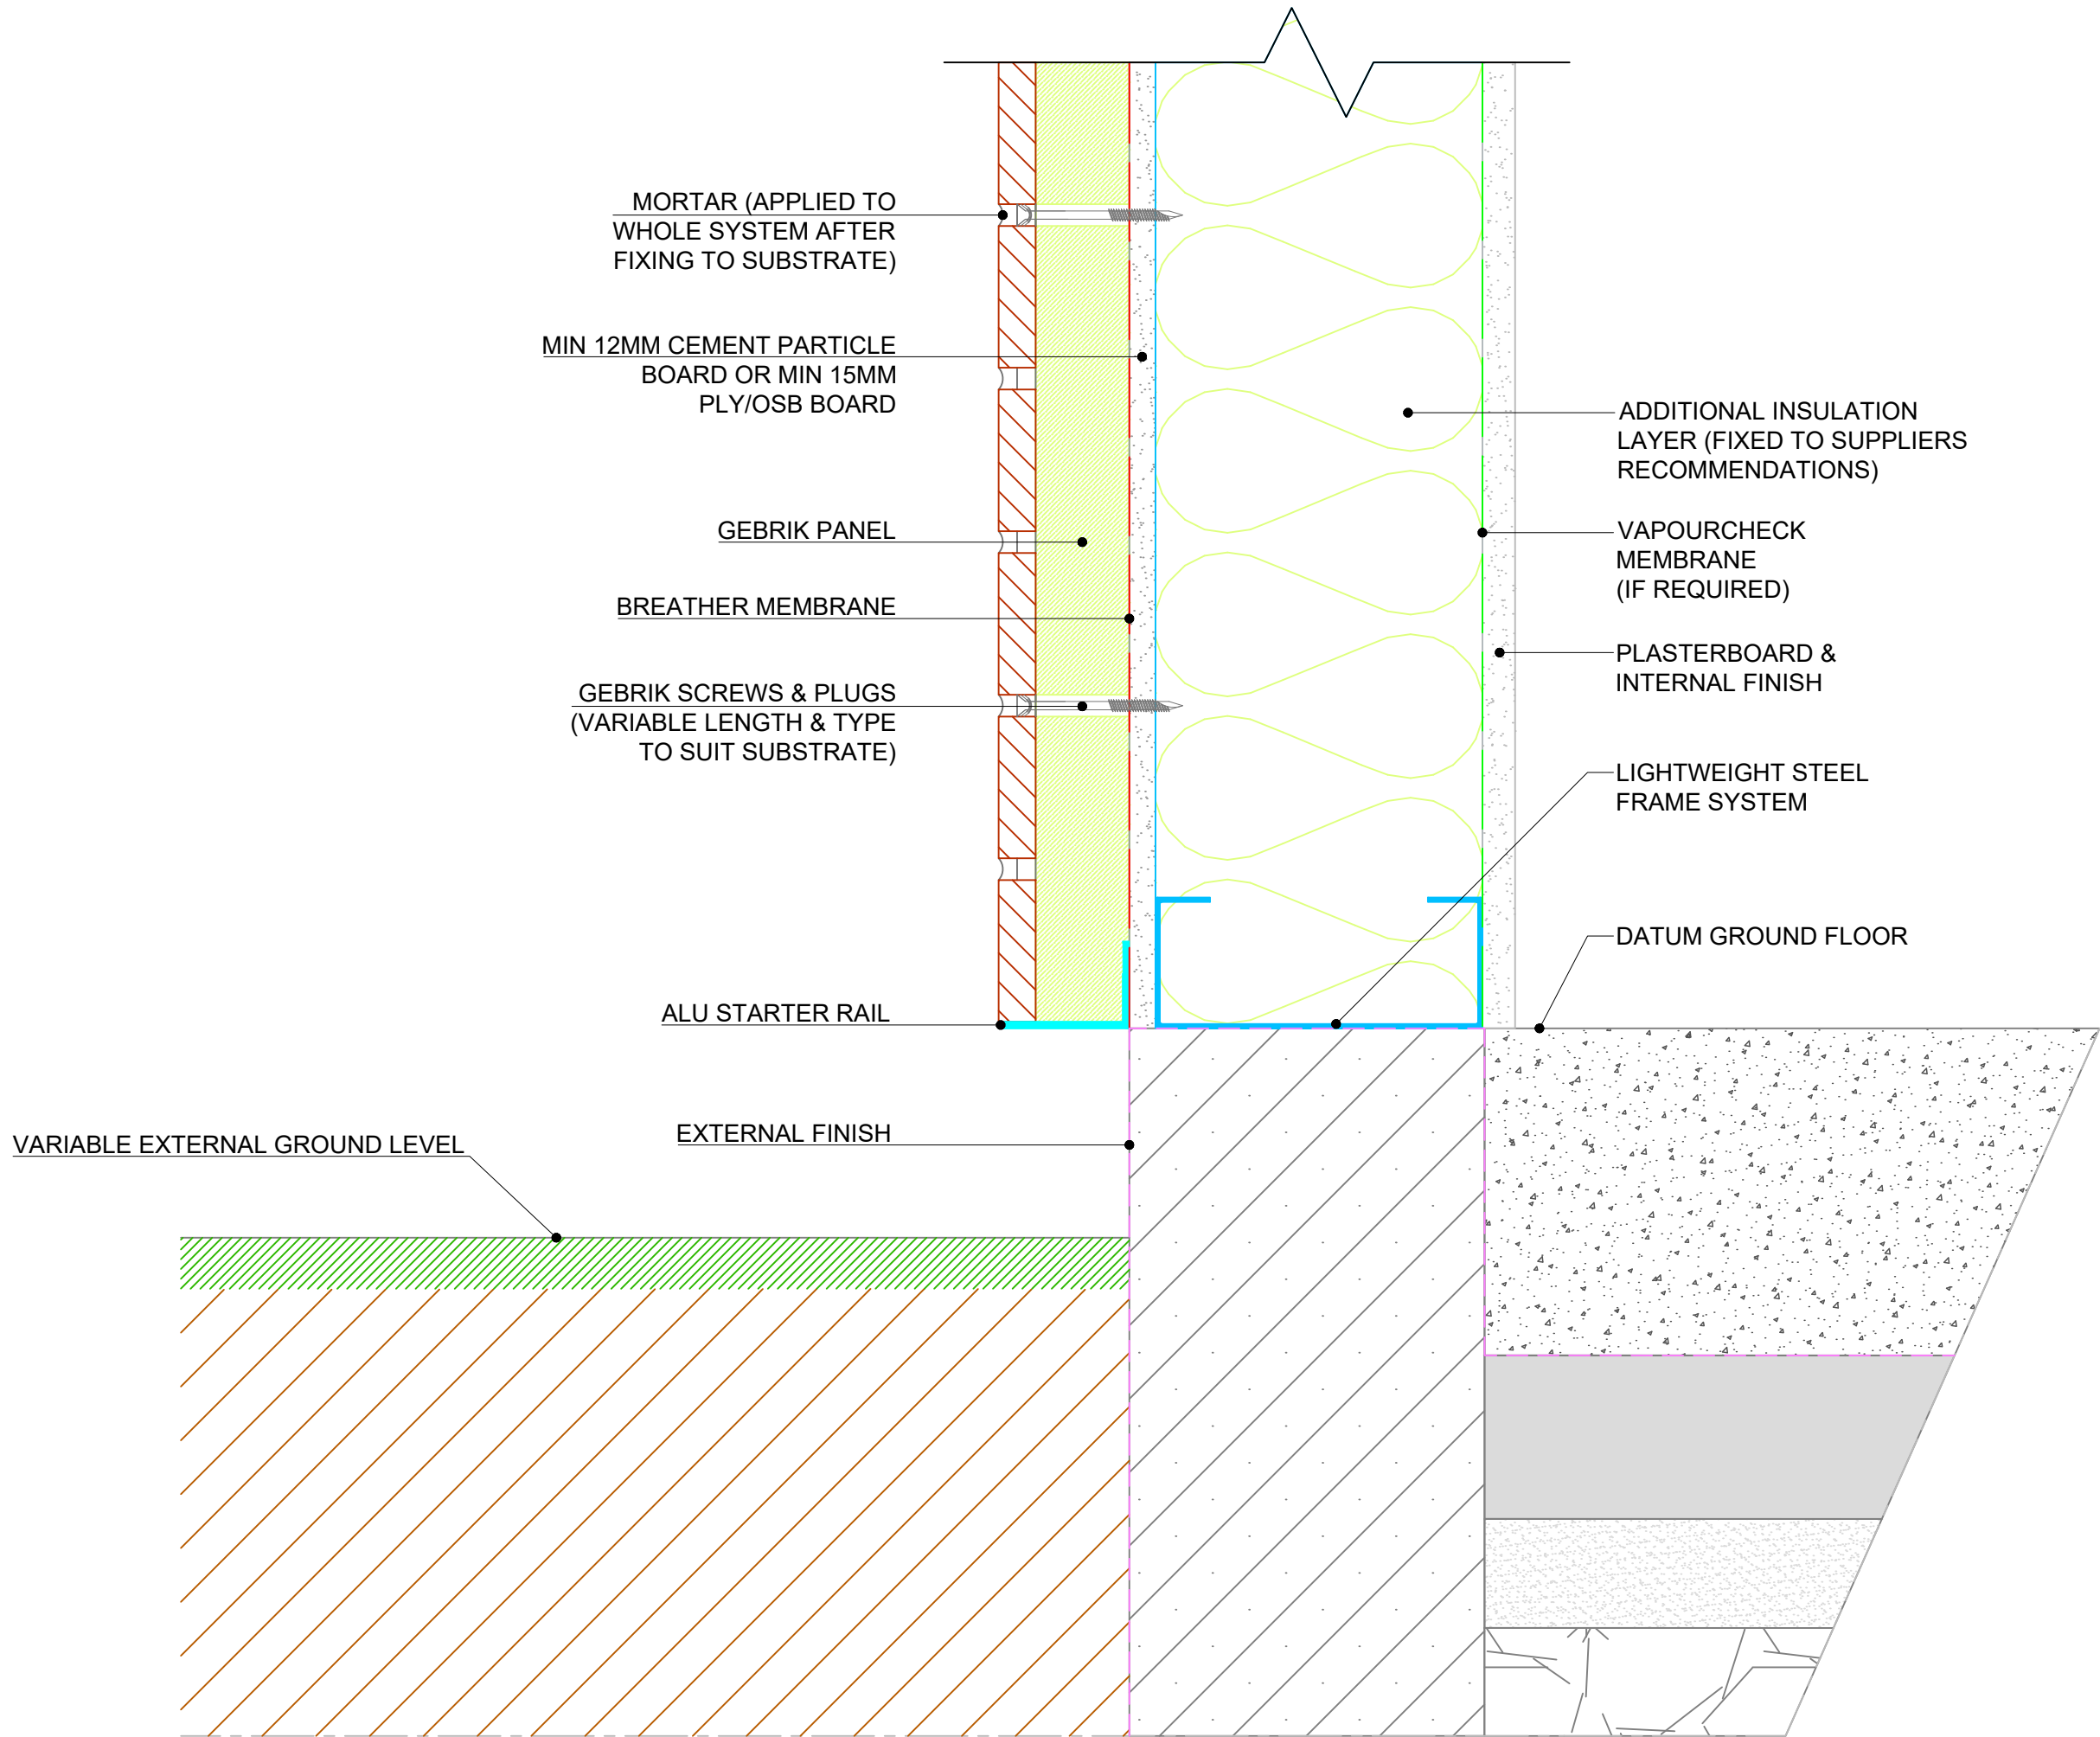 MORTAR (APPLIED TO
WHOLE SYSTEM AFTER
FIXING TO SUBSTRATE)
MIN 12MM CEMENT PARTICLE
BOARD OR MIN 15MM
PLY/OSB BOARD
GEBRIK PANEL
BREATHER MEMBRANE
GEBRIK SCREWS & PLUGS
(VARIABLE LENGTH & TYPE
TO SUIT SUBSTRATE)
ALU STARTER RAIL
EXTERNAL FINISH
VARIABLE EXTERNAL GROUND LEVEL
ADDITIONAL INSULATION
LAYER (FIXED TO SUPPLIERS
RECOMMENDATIONS)
VAPOURCHECK
MEMBRANE
(IF REQUIRED)
PLASTERBOARD &
INTERNAL FINISH
LIGHTWEIGHT STEEL
FRAME SYSTEM
DATUM GROUND FLOOR